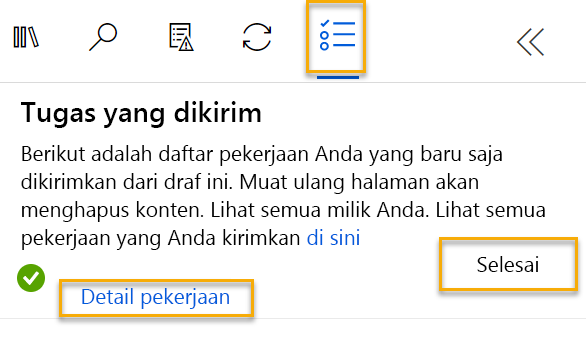 Tugas yang dikirim
Berikut adalah daftar pekerjaan Anda yang baru saja
dikirimkan dari draf ini. Muat ulang halaman akan
menghapus konten. Lihat semua milik Anda. Lihat semua
pekerjaan yang Anda kirimkan di sini
Selesai
Detail pekerjaan